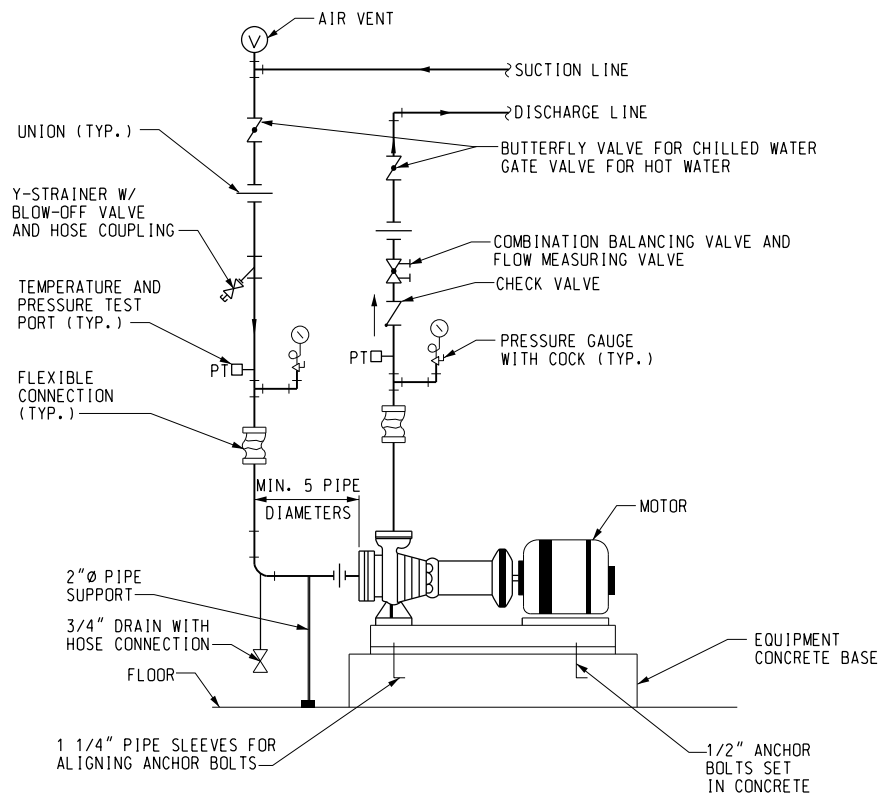 AIR VENT
V
SUCTION LINE
DISCHARGE LINE
UNION (TYP.)
BUTTERFLY VALVE FOR CHILLED WATER
GATE VALVE FOR HOT WATER
Y-STRAINER W/
BLOW-OFF VALVE
AND HOSE COUPLING
COMBINATION BALANCING VALVE AND
FLOW MEASURING VALVE
CHECK VALVE
TEMPERATURE AND
PRESSURE TEST
PORT (TYP.)
PT
PT
PRESSURE GAUGE
WITH COCK (TYP.)
FLEXIBLE
CONNECTION
(TYP.)
MIN. 5 PIPE
DIAMETERS
MOTOR
2"Ø PIPE
SUPPORT
3/4" DRAIN WITH
HOSE CONNECTION
FLOOR
EQUIPMENT
CONCRETE BASE
1 1/4" PIPE SLEEVES FOR
ALIGNING ANCHOR BOLTS
1/2" ANCHOR
BOLTS SET
IN CONCRETE